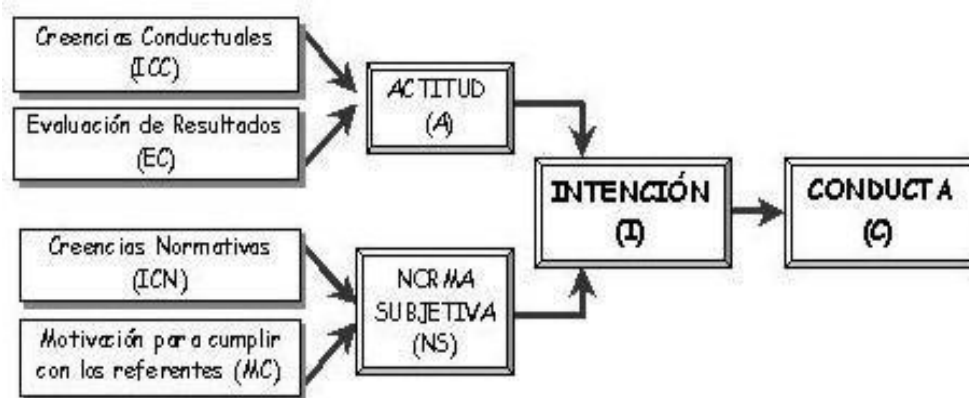 Creencias Conductuales
(ICC)
Evaluación de Resultados
(EC)
ACTITUD
(A)
INTENCIÓN
(I)
CONDUCTA
(C)
Creencias Normativas
(ICN)
Motivación para cumplir
con los referentes (MC)
NORMA
SUBJETIVA
(NS)